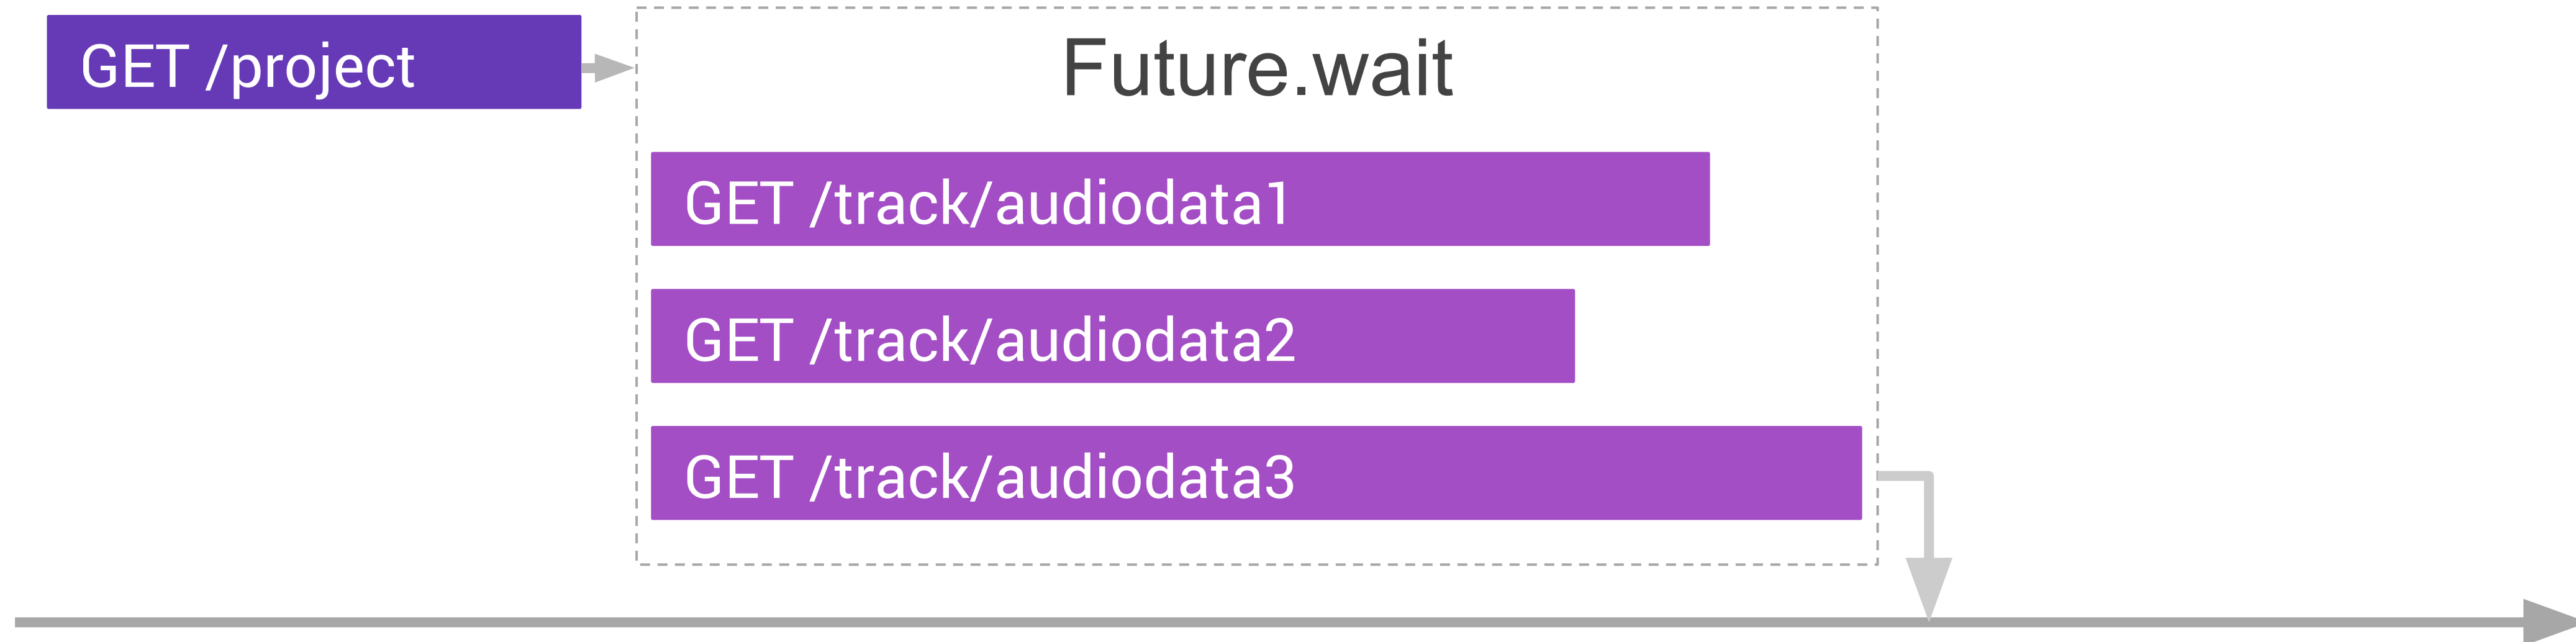 GET /project
Future.wait
GET /track/audiodata1
GET /track/audiodata2
GET /track/audiodata3